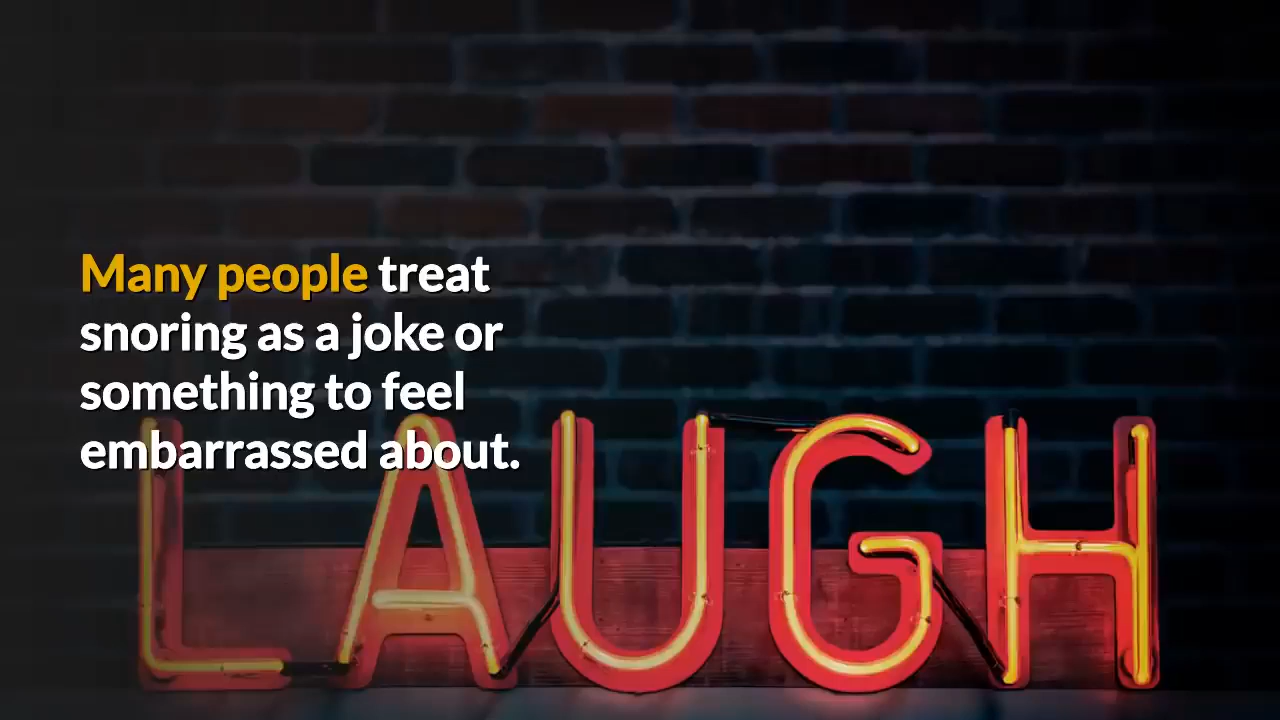 Many people treat
snoring as a joke or
something to feel
embarrassed about.
LAUGH